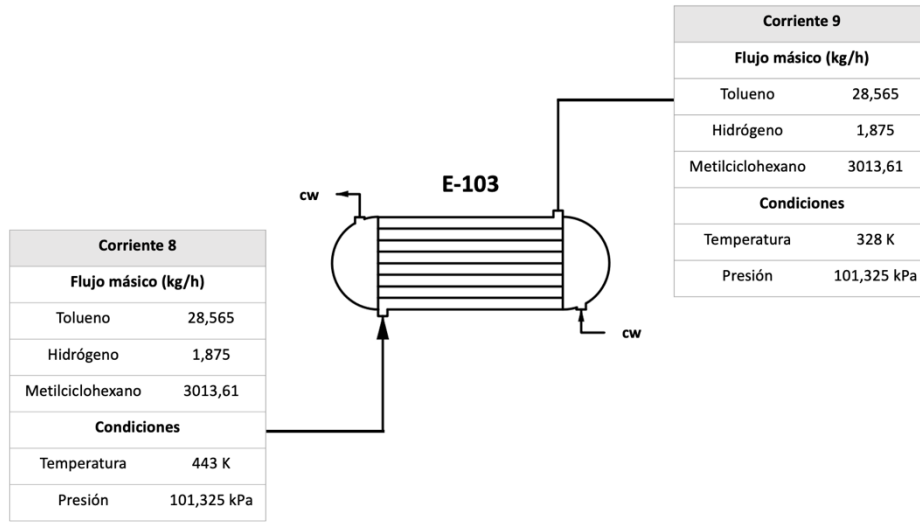 Corriente 9
Flujo másico (kg/h)
Tolueno 28,565
Hidrógeno 1,875
Metilciclohexano 3013,61
Condiciones
Temperatura 328 K
Presión 101,325 kPa
E-103
cw
cw
Corriente 8
Flujo másico (kg/h)
Tolueno 28,565
Hidrógeno 1,875
Metilciclohexano 3013,61
Condiciones
Temperatura 443 K
Presión 101,325 kPa